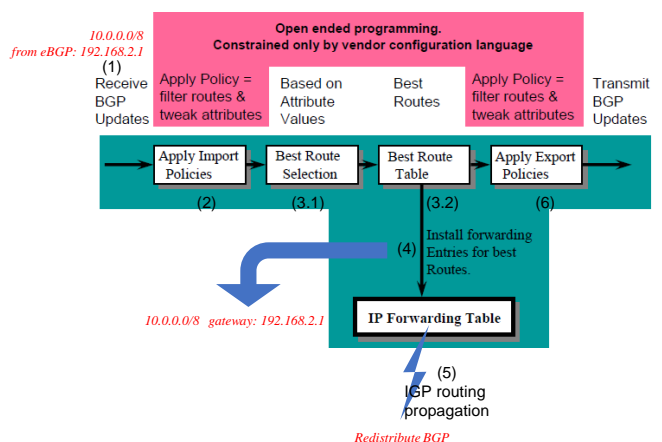 10.0.0.0/8
from eBGP: 192.168.2.1
Open ended programming.
Constrained only by vendor configuration language
(1)
Receive
BGP
Updates
Apply Policy =
filter routes &
tweak attributes
Based on
Attribute
Values
Best
Routes
Apply Policy =
filter routes &
tweak attributes
Transmit
BGP
Updates
Apply Import
Policies
Best Route
Selection
Best Route
Table
Apply Export
Policies
(2)
(3.1)
(3.2)
(6)
(4)
Install forwarding
Entries for best
Routes.
10.0.0.0/8 gateway: 192.168.2.1
IP Forwarding Table
(5)
IGP routing
propagation
Redistribute BGP